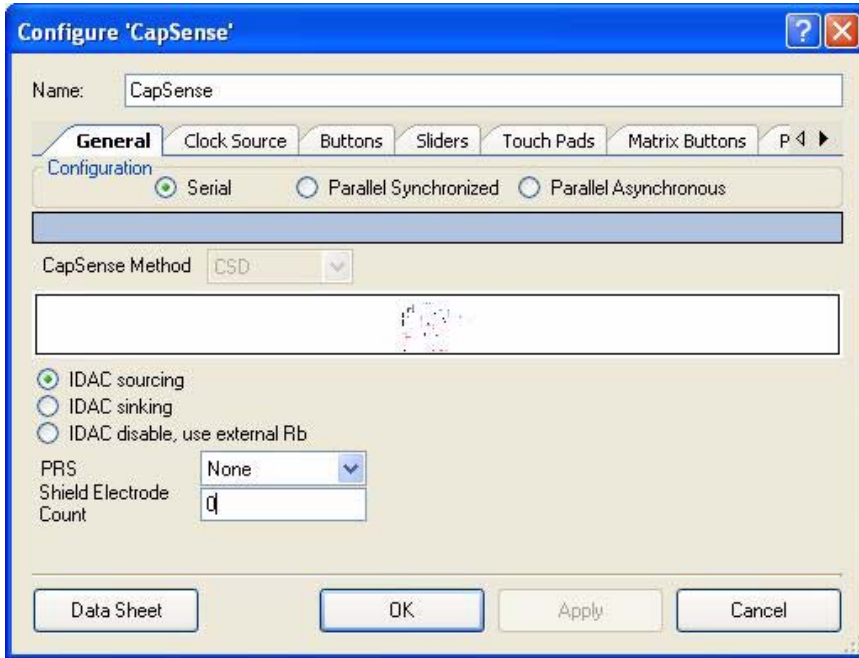 Configure 'CapSense'
Name: CapSense
General Clock Source Buttons Sliders Touch Pads Matrix Buttons P
Configuration
Serial Parallel Synchronized Parallel Asynchronous
CapSense Method CSD
IDAC sourcing
IDAC sinking
IDAC disable, use external Rb
PRS None
Shield Electrode
Count 0
Data Sheet OK Apply Cancel